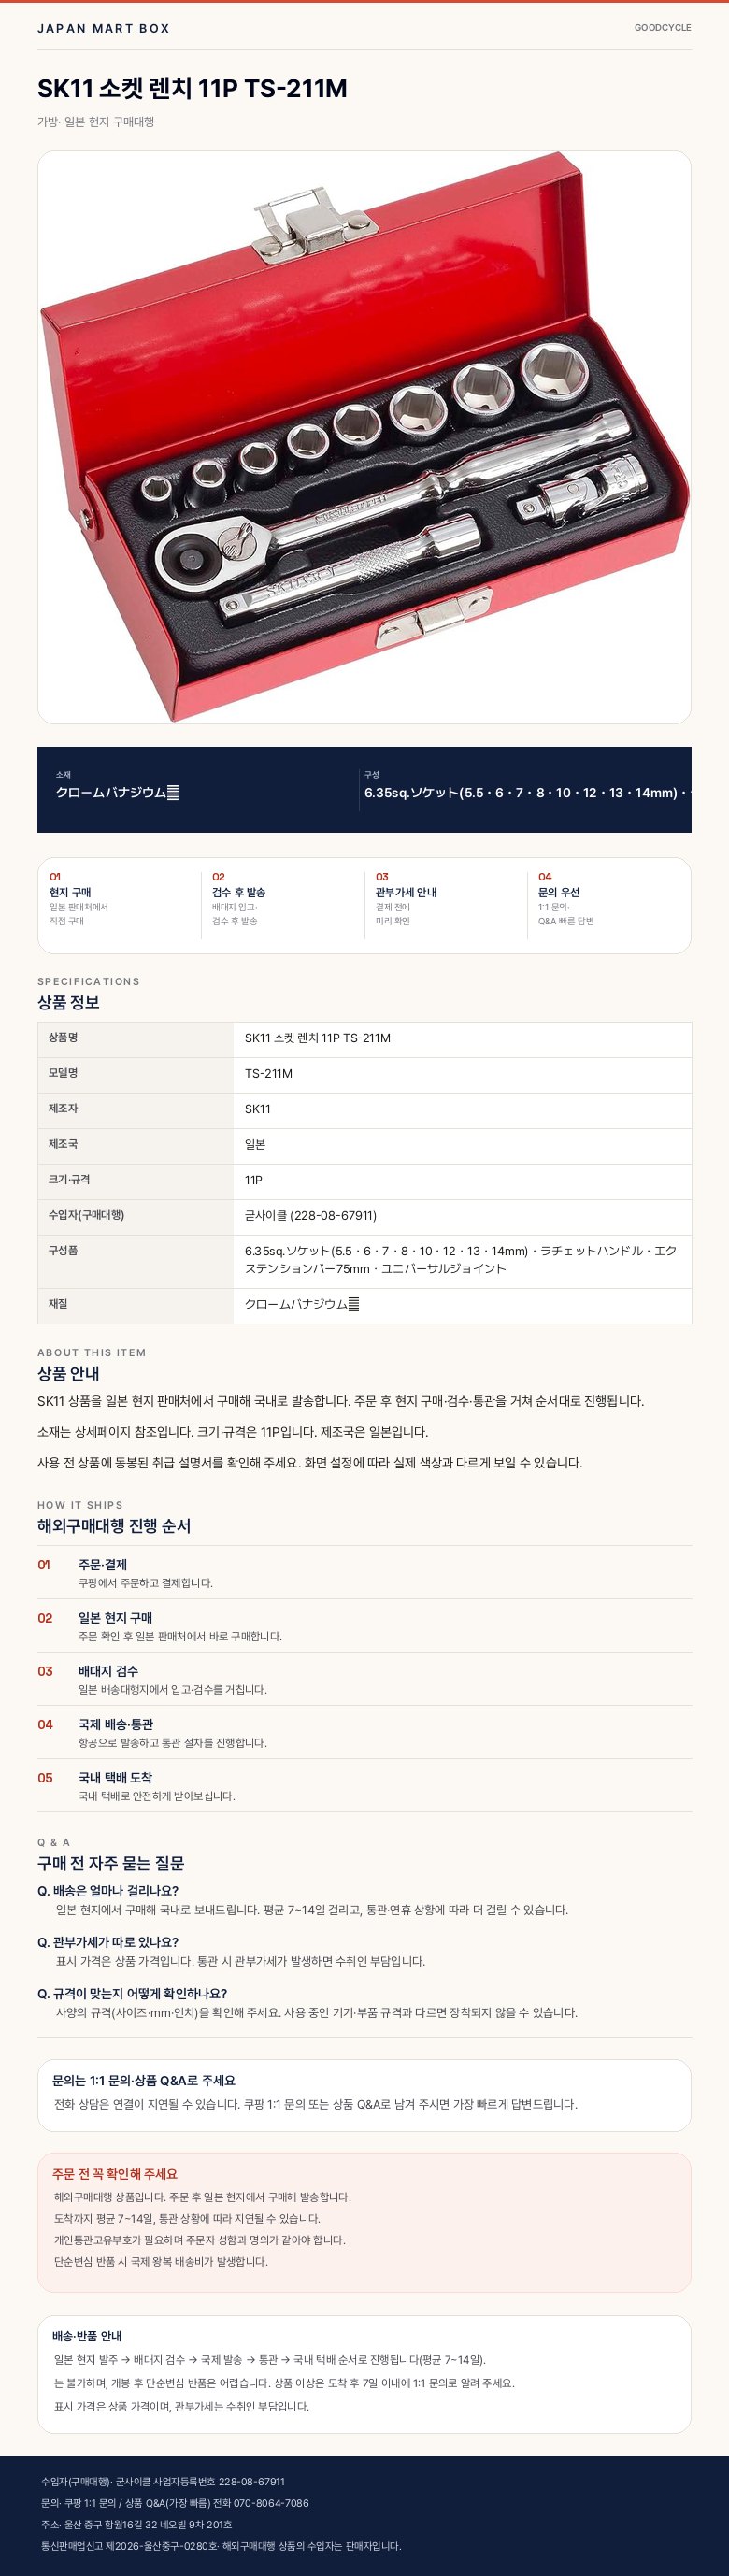 JAPAN MART BOX
GOODCYCLE
SK11 소켓 렌치 11P TS-211M
가방· 일본 현지 구매대행
소재
クロームバナジウム
구성
6.35sq.ソケット(5.5・6・7・8・10・12・13・14mm)・
01
현지 구매
일본 판매처에서
직접 구매
02
검수 후 발송
배대지 입고·
검수 후 발송
03
관부가세 안내
결제 전에
미리 확인
04
문의 우선
1:1 문의·
Q&A 빠른 답변
SPECIFICATIONS
상품 정보
상품명 SK11 소켓 렌치 11P TS-211M
모델명 TS-211M
제조자 SK11
제조국 일본
크기·규격 11P
수입자(구매대행) 굳사이클 (228-08-67911)
구성품 6.35sq.ソケット(5.5・6・7・8・10・12・13・14mm)・ラチェットハンドル・エク
ステンションバー75mm・ユニバーサルジョイント
재질 クロームバナジウム
ABOUT THIS ITEM
상품 안내
SK11 상품을 일본 현지 판매처에서 구매해 국내로 발송합니다. 주문 후 현지 구매·검수·통관을 거쳐 순서대로 진행됩니다.
소재는 상세페이지 참조입니다. 크기·규격은 11P입니다. 제조국은 일본입니다.
사용 전 상품에 동봉된 취급 설명서를 확인해 주세요. 화면 설정에 따라 실제 색상과 다르게 보일 수 있습니다.
HOW IT SHIPS
해외구매대행 진행 순서
01 주문·결제
쿠팡에서 주문하고 결제합니다.
02 일본 현지 구매
주문 확인 후 일본 판매처에서 바로 구매합니다.
03 배대지 검수
일본 배송대행지에서 입고·검수를 거칩니다.
04 국제 배송·통관
항공으로 발송하고 통관 절차를 진행합니다.
05 국내 택배 도착
국내 택배로 안전하게 받아보십니다.
Q & A
구매 전 자주 묻는 질문
Q. 배송은 얼마나 걸리나요?
일본 현지에서 구매해 국내로 보내드립니다. 평균 7~14일 걸리고, 통관·연휴 상황에 따라 더 걸릴 수 있습니다.
Q. 관부가세가 따로 있나요?
표시 가격은 상품 가격입니다. 통관 시 관부가세가 발생하면 수취인 부담입니다.
Q. 규격이 맞는지 어떻게 확인하나요?
사양의 규격(사이즈·mm·인치)을 확인해 주세요. 사용 중인 기기·부품 규격과 다르면 장착되지 않을 수 있습니다.
문의는 1:1 문의·상품 Q&A로 주세요
전화 상담은 연결이 지연될 수 있습니다. 쿠팡 1:1 문의 또는 상품 Q&A로 남겨 주시면 가장 빠르게 답변드립니다.
주문 전 꼭 확인해 주세요
해외구매대행 상품입니다. 주문 후 일본 현지에서 구매해 발송합니다.
도착까지 평균 7~14일, 통관 상황에 따라 지연될 수 있습니다.
개인통관고유부호가 필요하며 주문자 성함과 명의가 같아야 합니다.
단순변심 반품 시 국제 왕복 배송비가 발생합니다.
배송·반품 안내
일본 현지 발주 → 배대지 검수 → 국제 발송 → 통관 → 국내 택배 순서로 진행됩니다(평균 7~14일).
는 불가하며, 개봉 후 단순변심 반품은 어렵습니다. 상품 이상은 도착 후 7일 이내에 1:1 문의로 알려 주세요.
표시 가격은 상품 가격이며, 관부가세는 수취인 부담입니다.
수입자(구매대행)· 굳사이클 사업자등록번호 228-08-67911
문의· 쿠팡 1:1 문의 / 상품 Q&A(가장 빠름) 전화 070-8064-7086
주소· 울산 중구 함월16길 32 네오빌 9차 201호
통신판매업신고 제2026-울산중구-0280호· 해외구매대행 상품의 수입자는 판매자입니다.